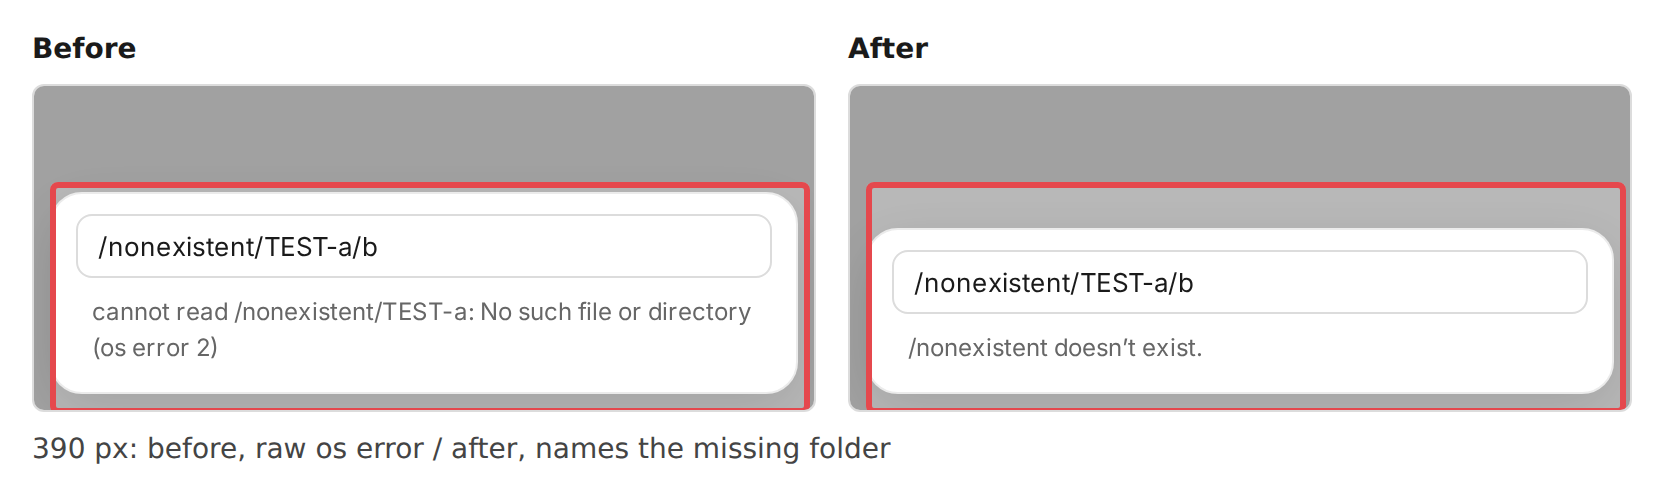 Before
/nonexistent/TEST-a/b
cannot read /nonexistent/TEST-a: No such file or directory
(os error 2)
After
/nonexistent/TEST-a/b
/nonexistent doesn’t exist.
390 px: before, raw os error / after, names the missing folder